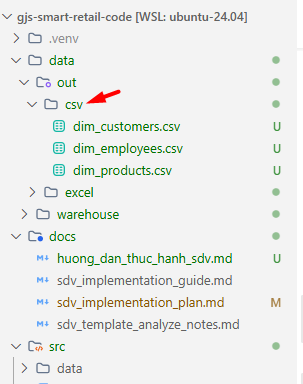 gjs-smart-retail-code [WSL: ubuntu-24.04]
.venv
data
out
csv
dim_customers.csv U
dim_employees.csv U
dim_products.csv U
excel
warehouse
docs
huong_dan_thuc_hanh_sdv.md U
sdv_implementation_guide.md
sdv_implementation_plan.md M
sdv_template_analyze_notes.md
src
data